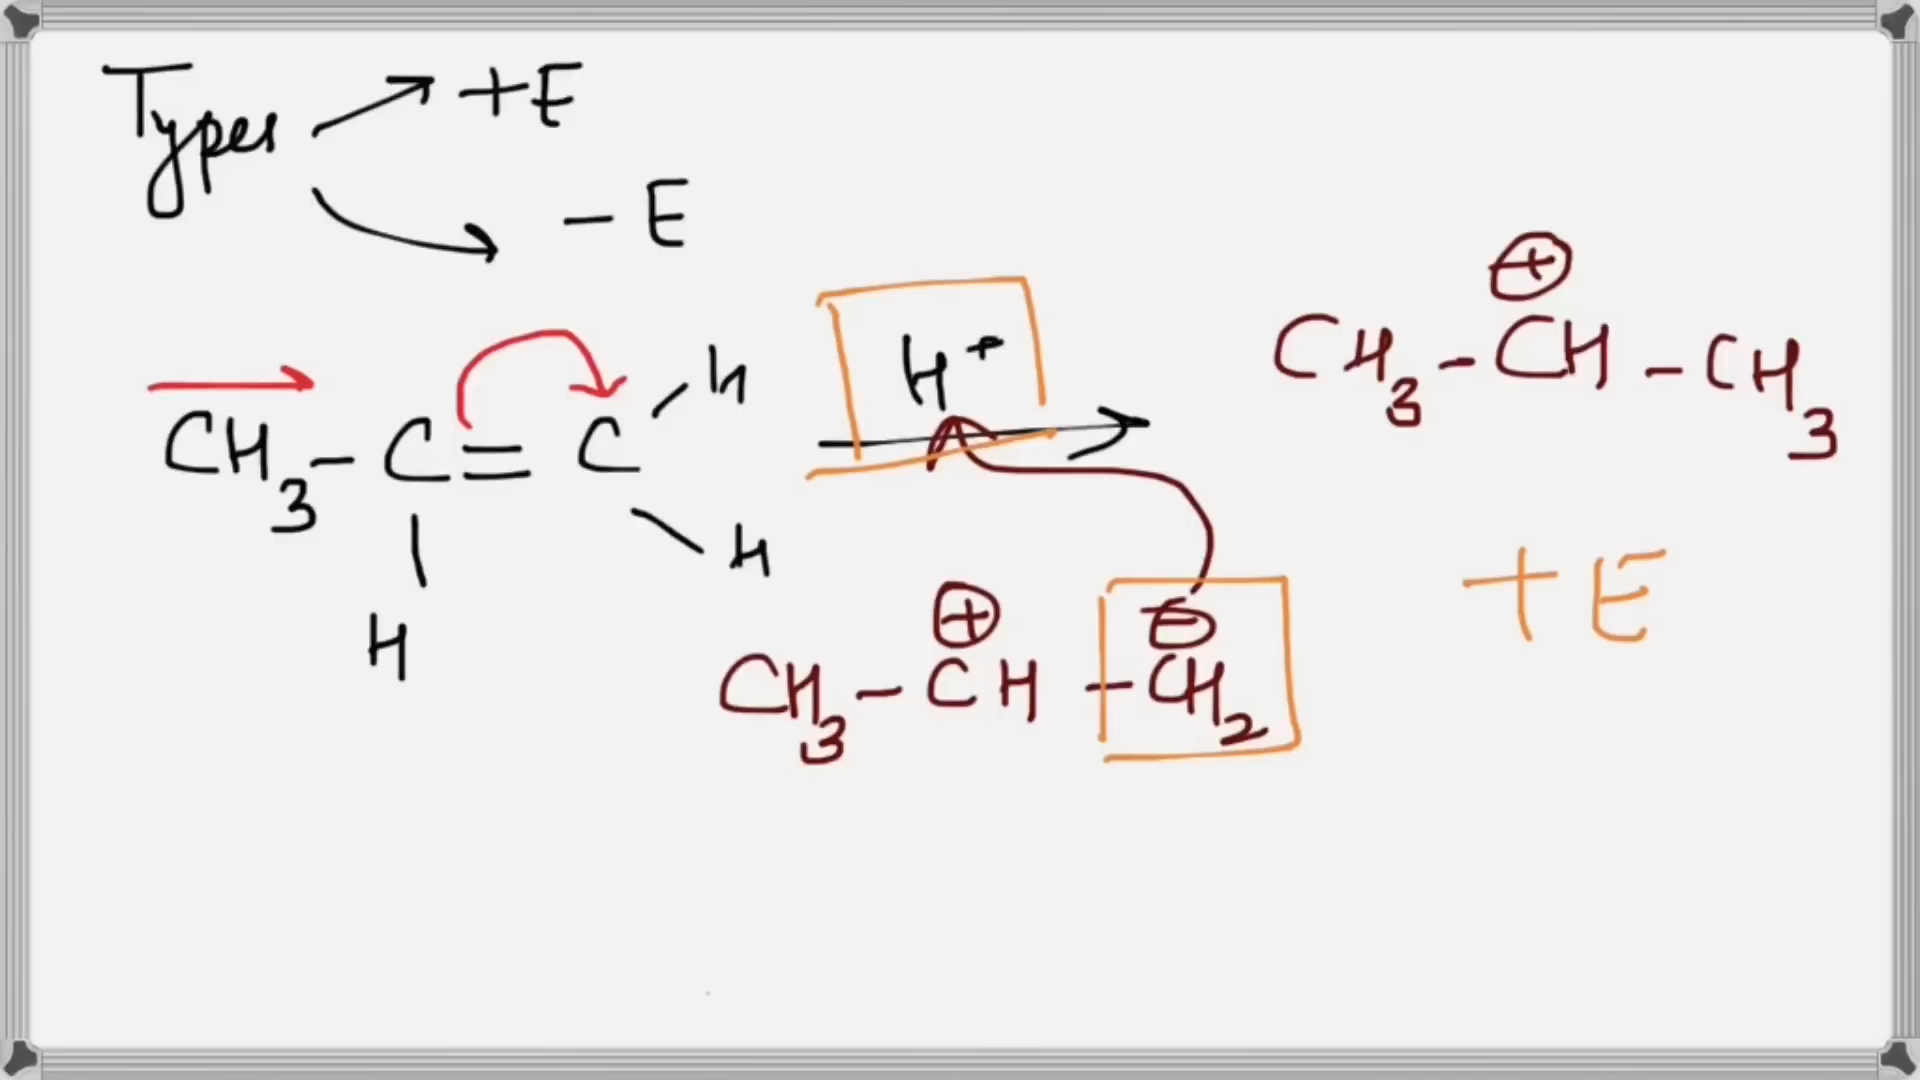 Types → +E
→ - E
CH₃ - C = C
H
H
H
H⁺
CH₃ - CH - CH₃
⊕
CH₃ - CH - CH₂
⊕ ⊖
+E